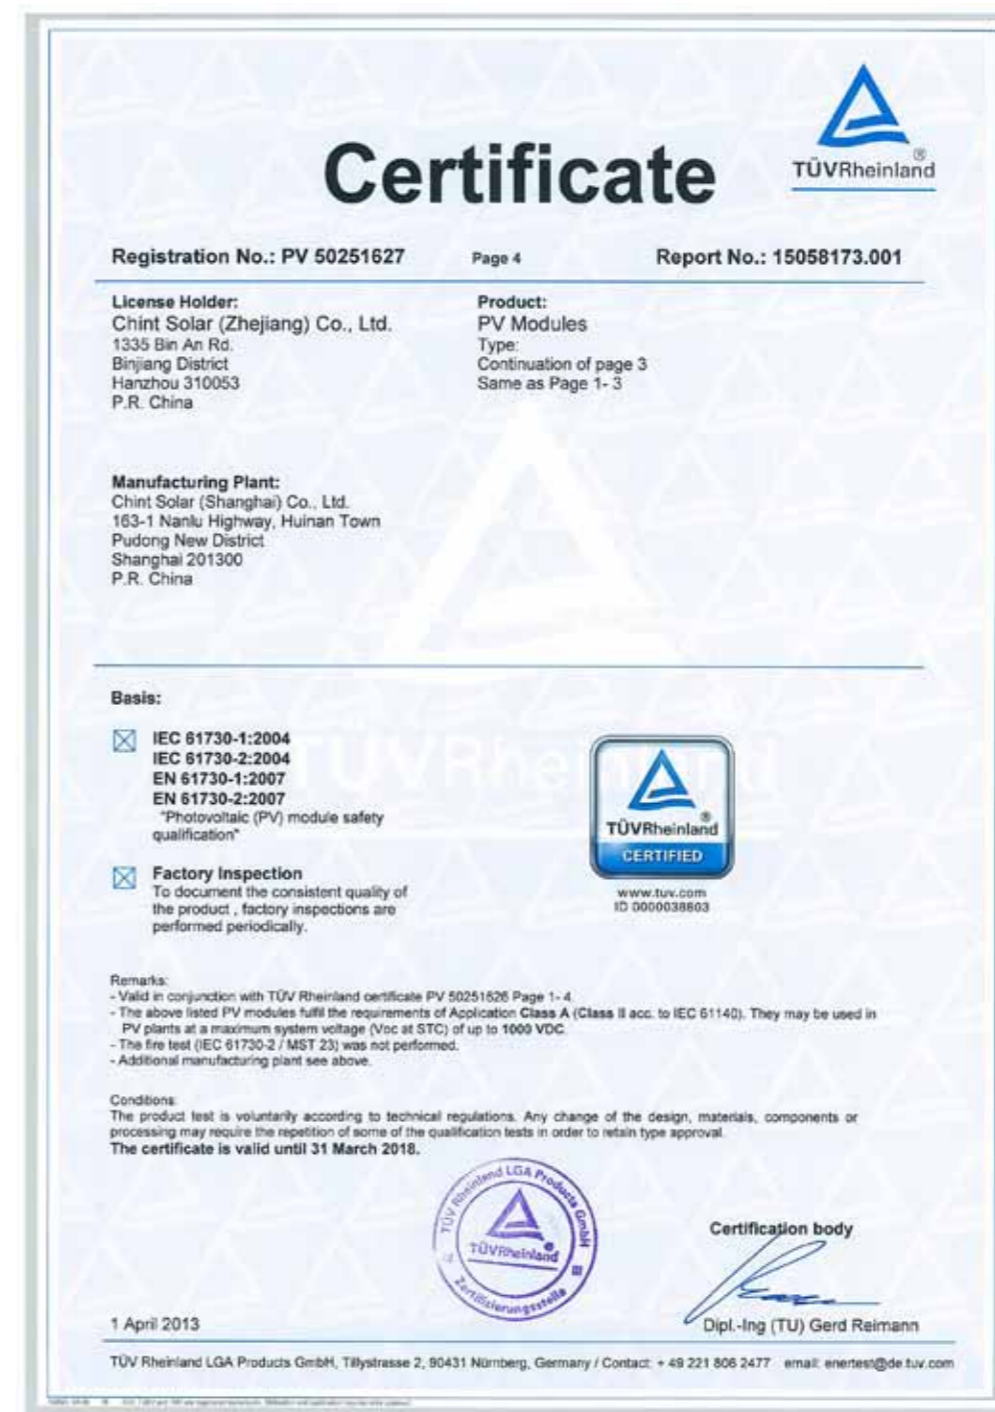 TÜVRheinland®
Certificate
Registration No.: PV 50251627 Page 4 Report No.: 15058173.001
License Holder:
Chint Solar (Zhejiang) Co., Ltd.
1335 Bin An Rd.
Binjiang District
Hanzhou 310053
P.R. China
Product:
PV Modules
Type:
Continuation of page 3
Same as Page 1- 3
Manufacturing Plant:
Chint Solar (Shanghai) Co., Ltd.
163-1 Nanlu Highway, Huinan Town
Pudong New District
Shanghai 201300
P.R. China
TÜVRheinland
Basis:
IEC 61730-1:2004
IEC 61730-2:2004
EN 61730-1:2007
EN 61730-2:2007
"Photovoltaic (PV) module safety
qualification"
Factory Inspection
To document the consistent quality of
the product , factory inspections are
performed periodically.
TÜVRheinland®
CERTIFIED
www.tuv.com
ID 0000038803
Remarks:
- Valid in conjunction with TÜV Rheinland certificate PV 50251626 Page 1- 4.
- The above listed PV modules fulfil the requirements of Application Class A (Class II acc. to IEC 61140). They may be used in
PV plants at a maximum system voltage (Voc at STC) of up to 1000 VDC.
- The fire test (IEC 61730-2 / MST 23) was not performed.
- Additional manufacturing plant see above.
Conditions:
The product test is voluntarily according to technical regulations. Any change of the design, materials, components or
processing may require the repetition of some of the qualification tests in order to retain type approval.
The certificate is valid until 31 March 2018.
TÜV Rheinland LGA Products GmbH
TÜVRheinland®
Zertifizierungsstelle
Certification body
1 April 2013
Dipl.-Ing (TU) Gerd Reimann
TÜV Rheinland LGA Products GmbH, Tillystrasse 2, 90431 Nürnberg, Germany / Contact: + 49 221 806 2477 email: enertest@de.tuv.com